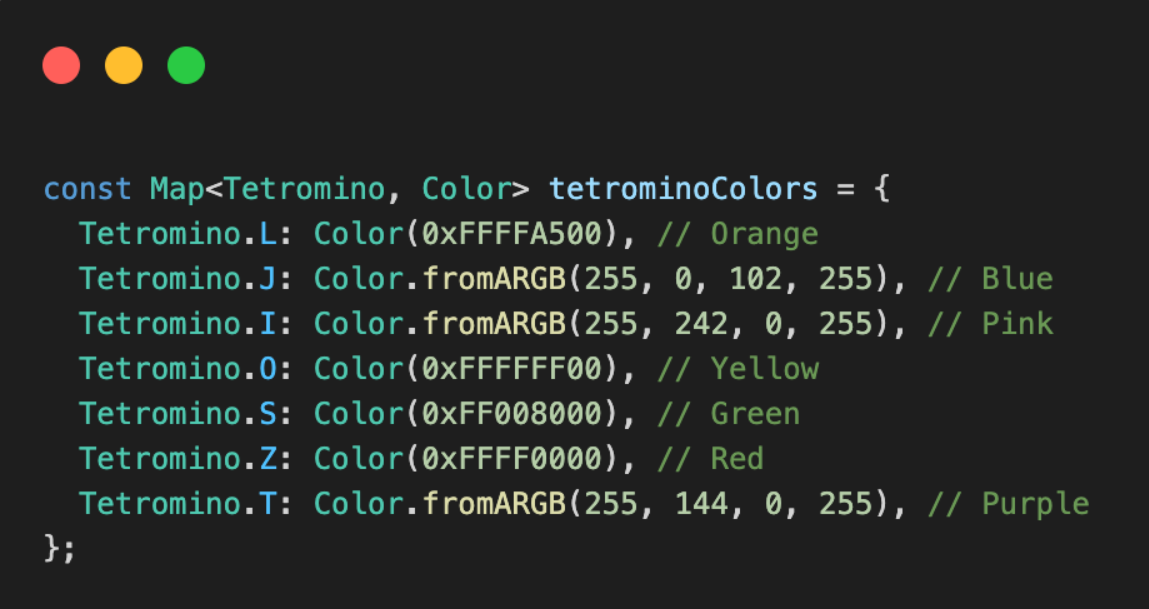 const Map<Tetromino, Color> tetrominoColors = {
  Tetromino.L: Color(0xFFFFA500), // Orange
  Tetromino.J: Color.fromARGB(255, 0, 102, 255), // Blue
  Tetromino.I: Color.fromARGB(255, 242, 0, 255), // Pink
  Tetromino.O: Color(0xFFFFFF00), // Yellow
  Tetromino.S: Color(0xFF008000), // Green
  Tetromino.Z: Color(0xFFFF0000), // Red
  Tetromino.T: Color.fromARGB(255, 144, 0, 255), // Purple
};